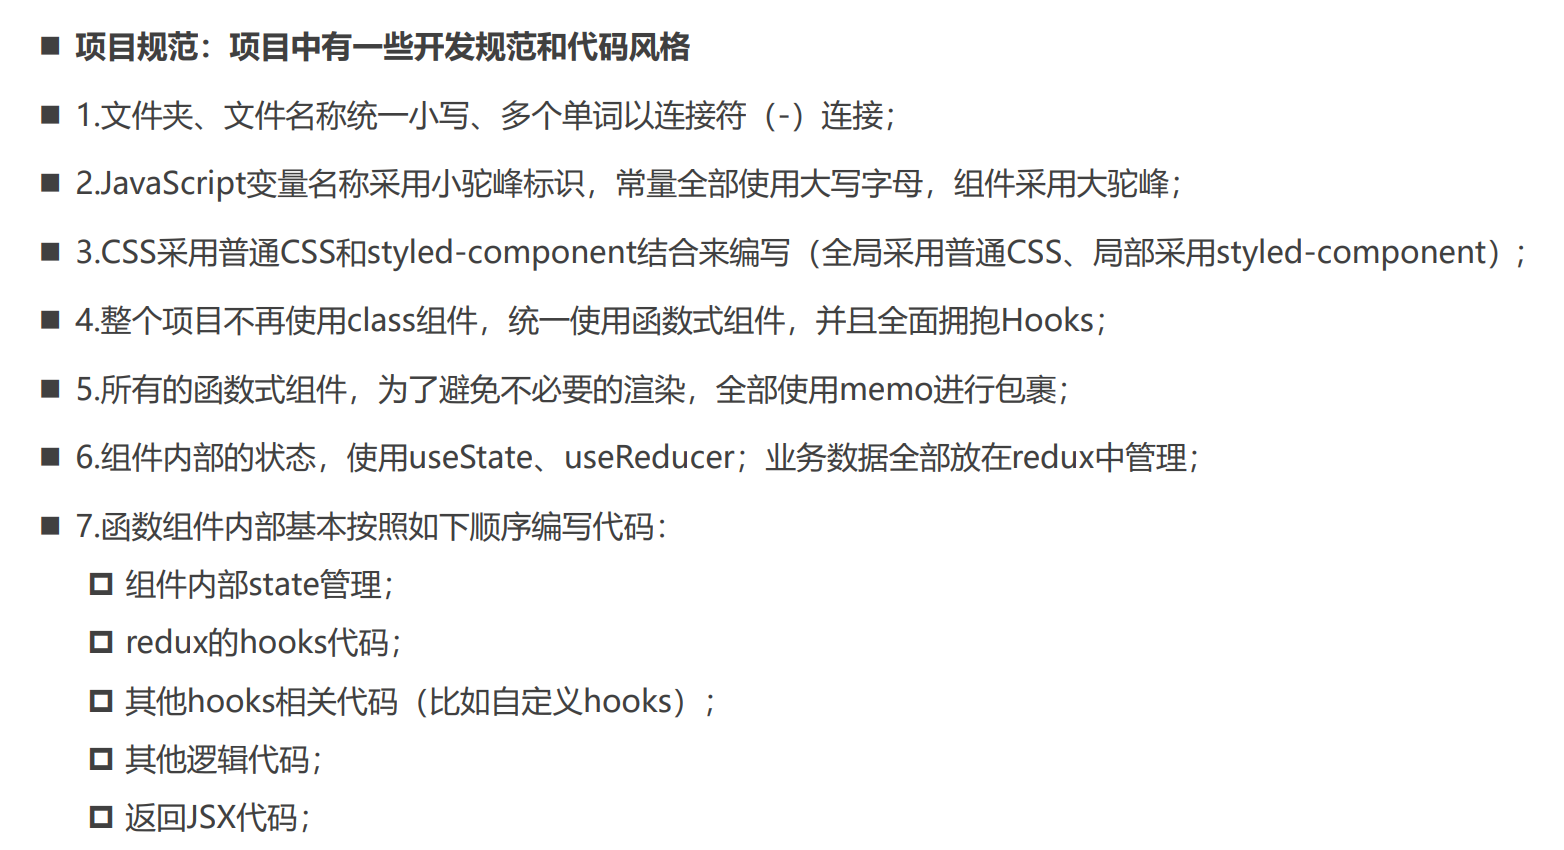 项目规范：项目中有一些开发规范和代码风格
1.文件夹、文件名称统一小写、多个单词以连接符（-）连接；
2.JavaScript变量名称采用小驼峰标识，常量全部使用大写字母，组件采用大驼峰；
3.CSS采用普通CSS和styled-component结合来编写（全局采用普通CSS、局部采用styled-component）；
4.整个项目不再使用class组件，统一使用函数式组件，并且全面拥抱Hooks；
5.所有的函数式组件，为了避免不必要的渲染，全部使用memo进行包裹；
6.组件内部的状态，使用useState、useReducer；业务数据全部放在redux中管理；
7.函数组件内部基本按照如下顺序编写代码：
组件内部state管理；
redux的hooks代码；
其他hooks相关代码（比如自定义hooks）；
其他逻辑代码；
返回JSX代码；